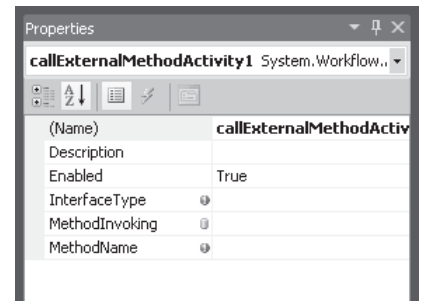 Properties
callExternalMethodActivity1 System.Workflow..
(Name) callExternalMethodActiv
Description
Enabled True
InterfaceType
MethodInvoking
MethodName